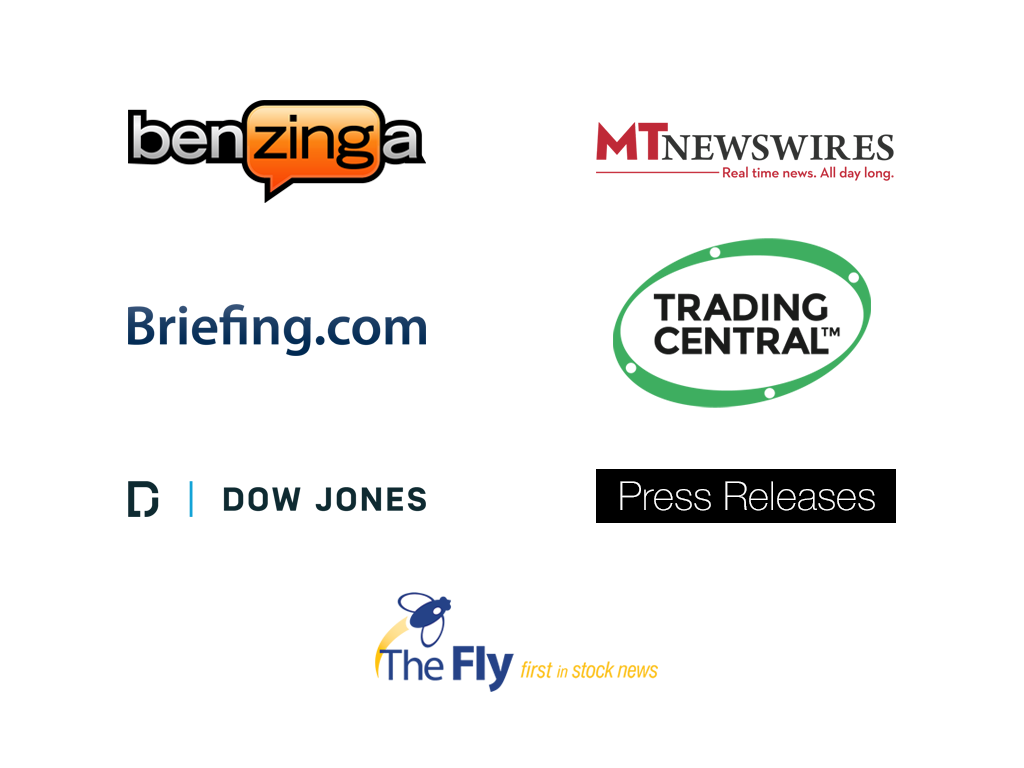 benzinga
MTNEWSWIRES
Real time news. All day long.
Briefing.com
TRADING
CENTRAL™
D | DOW JONES
Press Releases
The Fly first in stock news